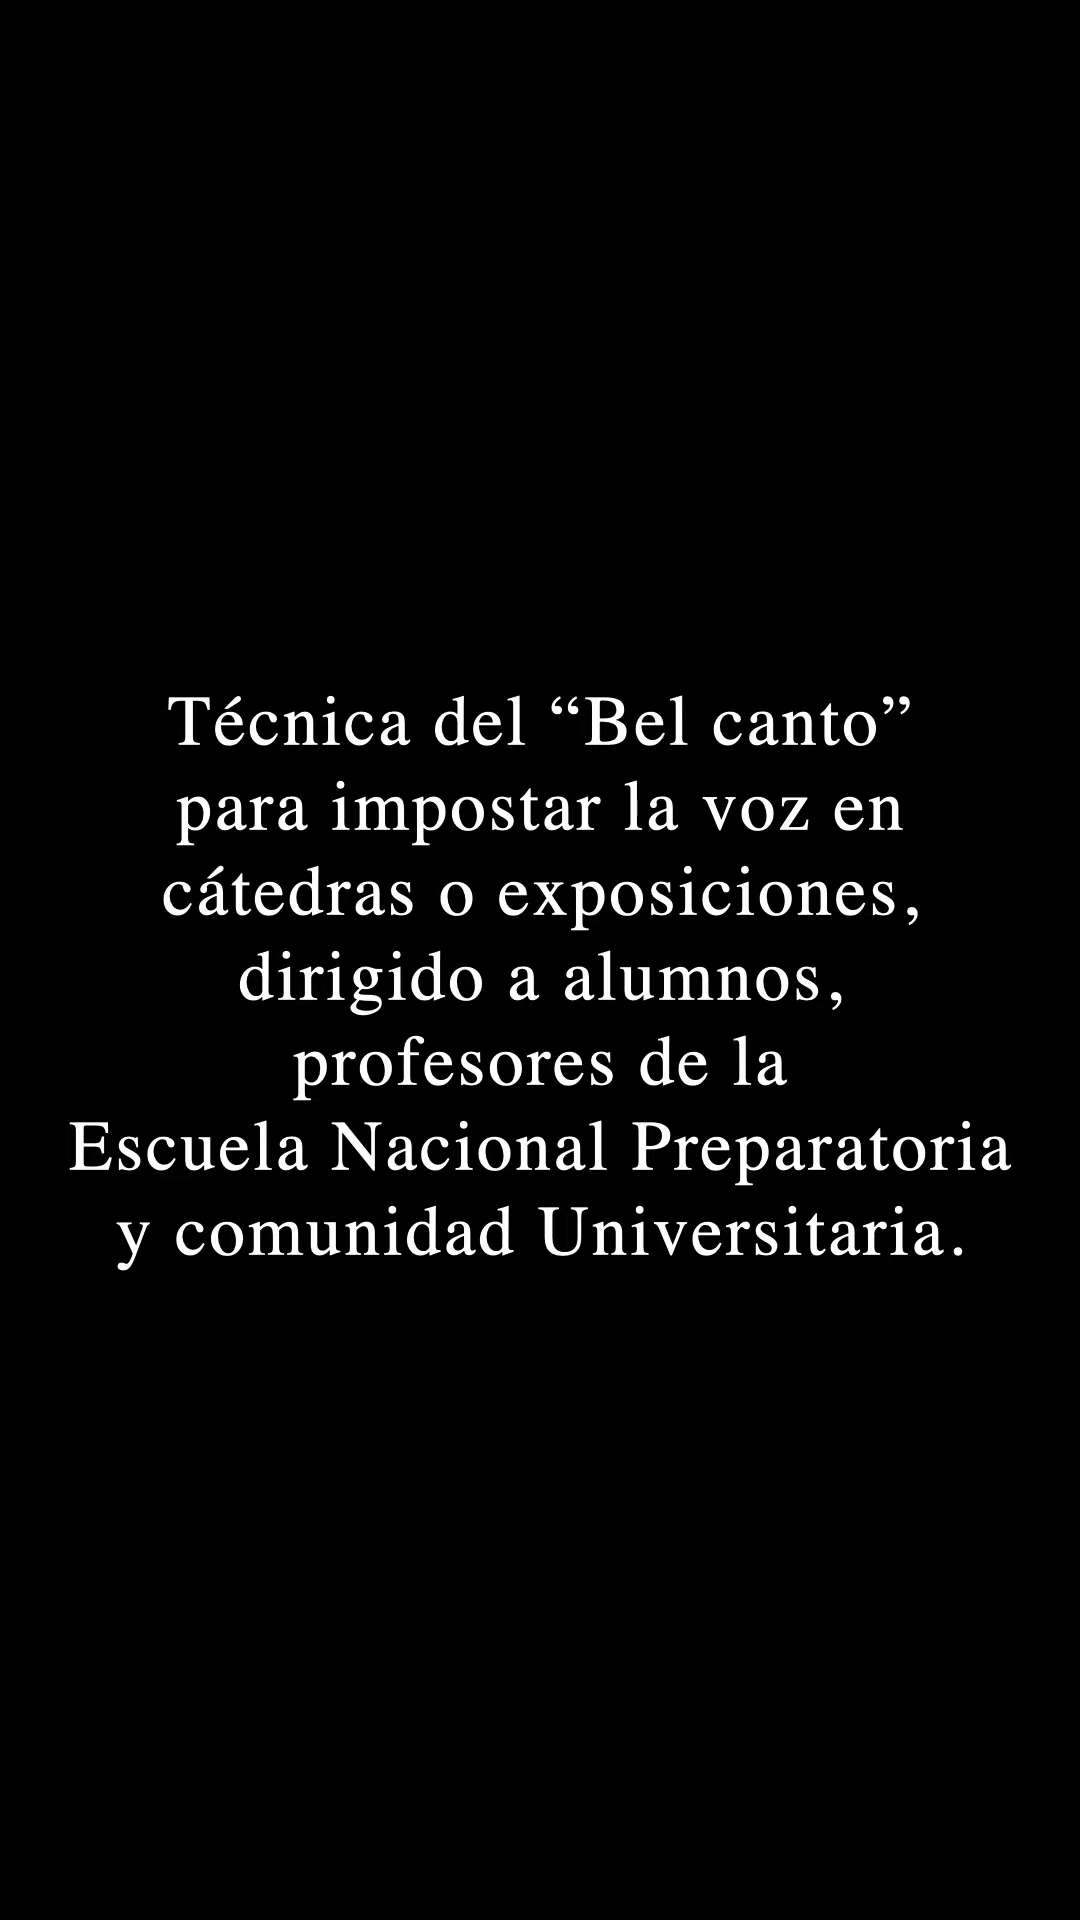 Técnica del “Bel canto”
para impostar la voz en
cátedras o exposiciones,
dirigido a alumnos,
profesores de la
Escuela Nacional Preparatoria
y comunidad Universitaria.